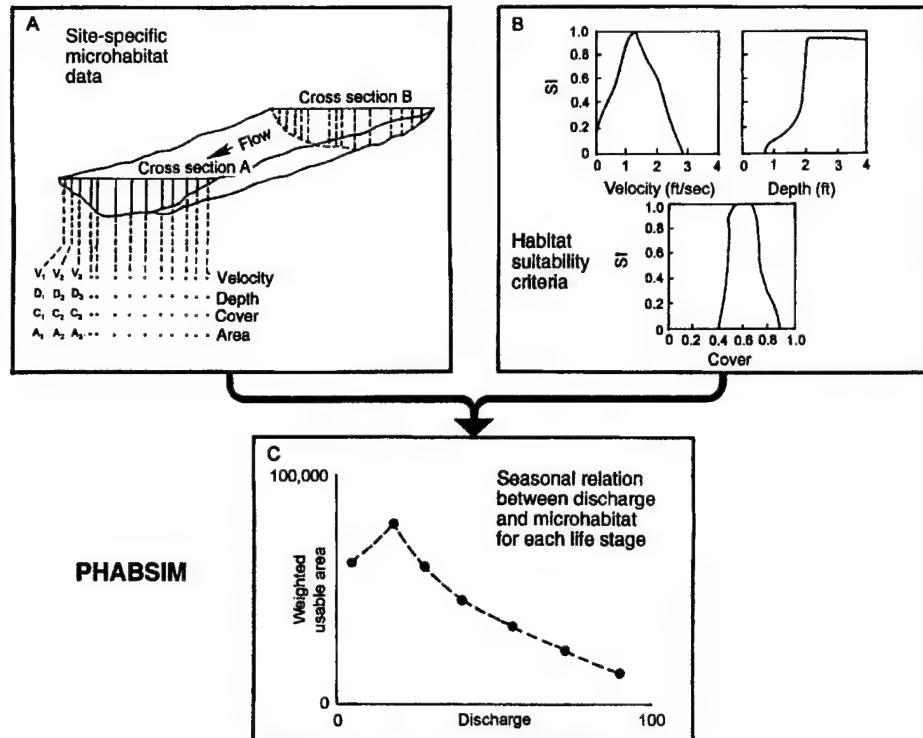 A
Site-specific
microhabitat
data
Cross section B
Flow
Cross section A
V1 V2 V3
Velocity
D1 D2 D3
Depth
C1 C2 C3
Cover
A1 A2 A3
Area
B
SI
1.0
0.8
0.6
0.4
0.2
0
0 1 2 3 4
Velocity (ft/sec)
0 1 2 3 4
Depth (ft)
Habitat
suitability
criteria
SI
1.0
0.8
0.6
0.4
0.2
0
0 0.4 0.6 0.8 1.0
Cover
PHABSIM
C
100,000
Weighted
usable area
0
Seasonal relation
between discharge
and microhabitat
for each life stage
0 Discharge 100